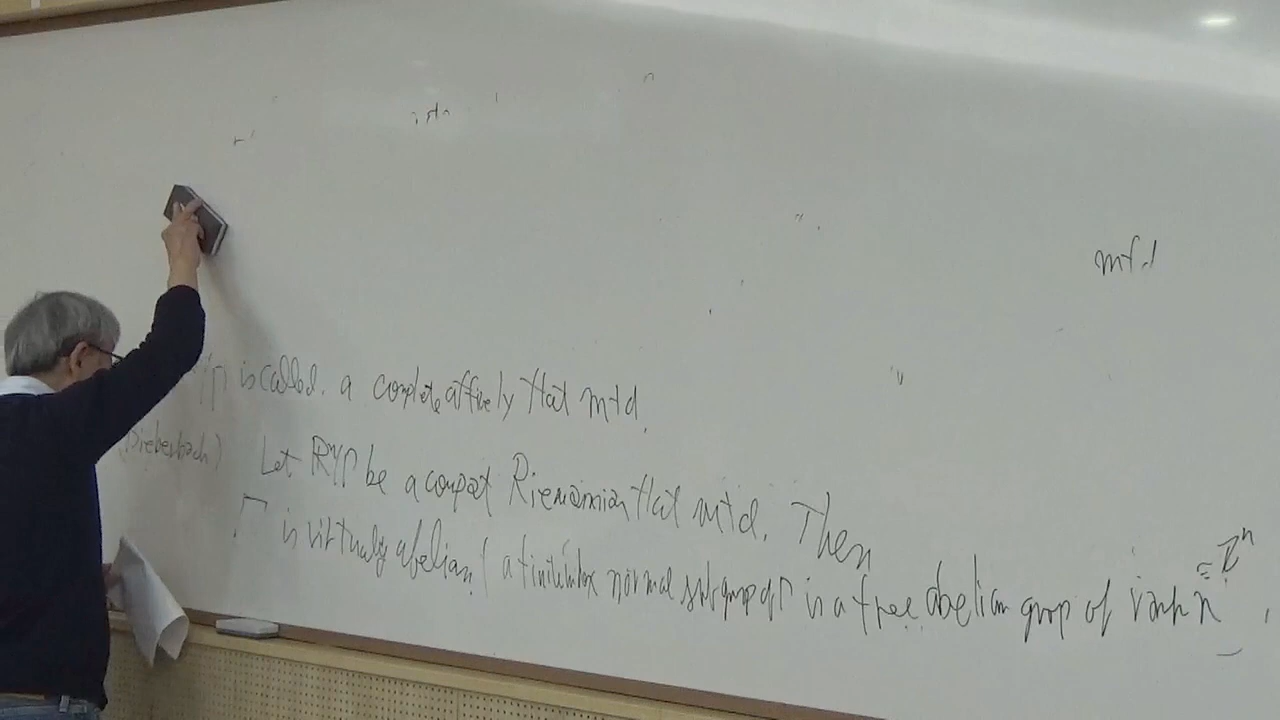 mfd
is called. a complete affinely flat mfd.
(Bieberbach) Let ℝⁿ/Γ be a compact Riemannian flat mfd. Then
Γ is virtually abelian. ( a finite index normal subgroup of Γ is a free abelian group of rank n ≅ ℤⁿ